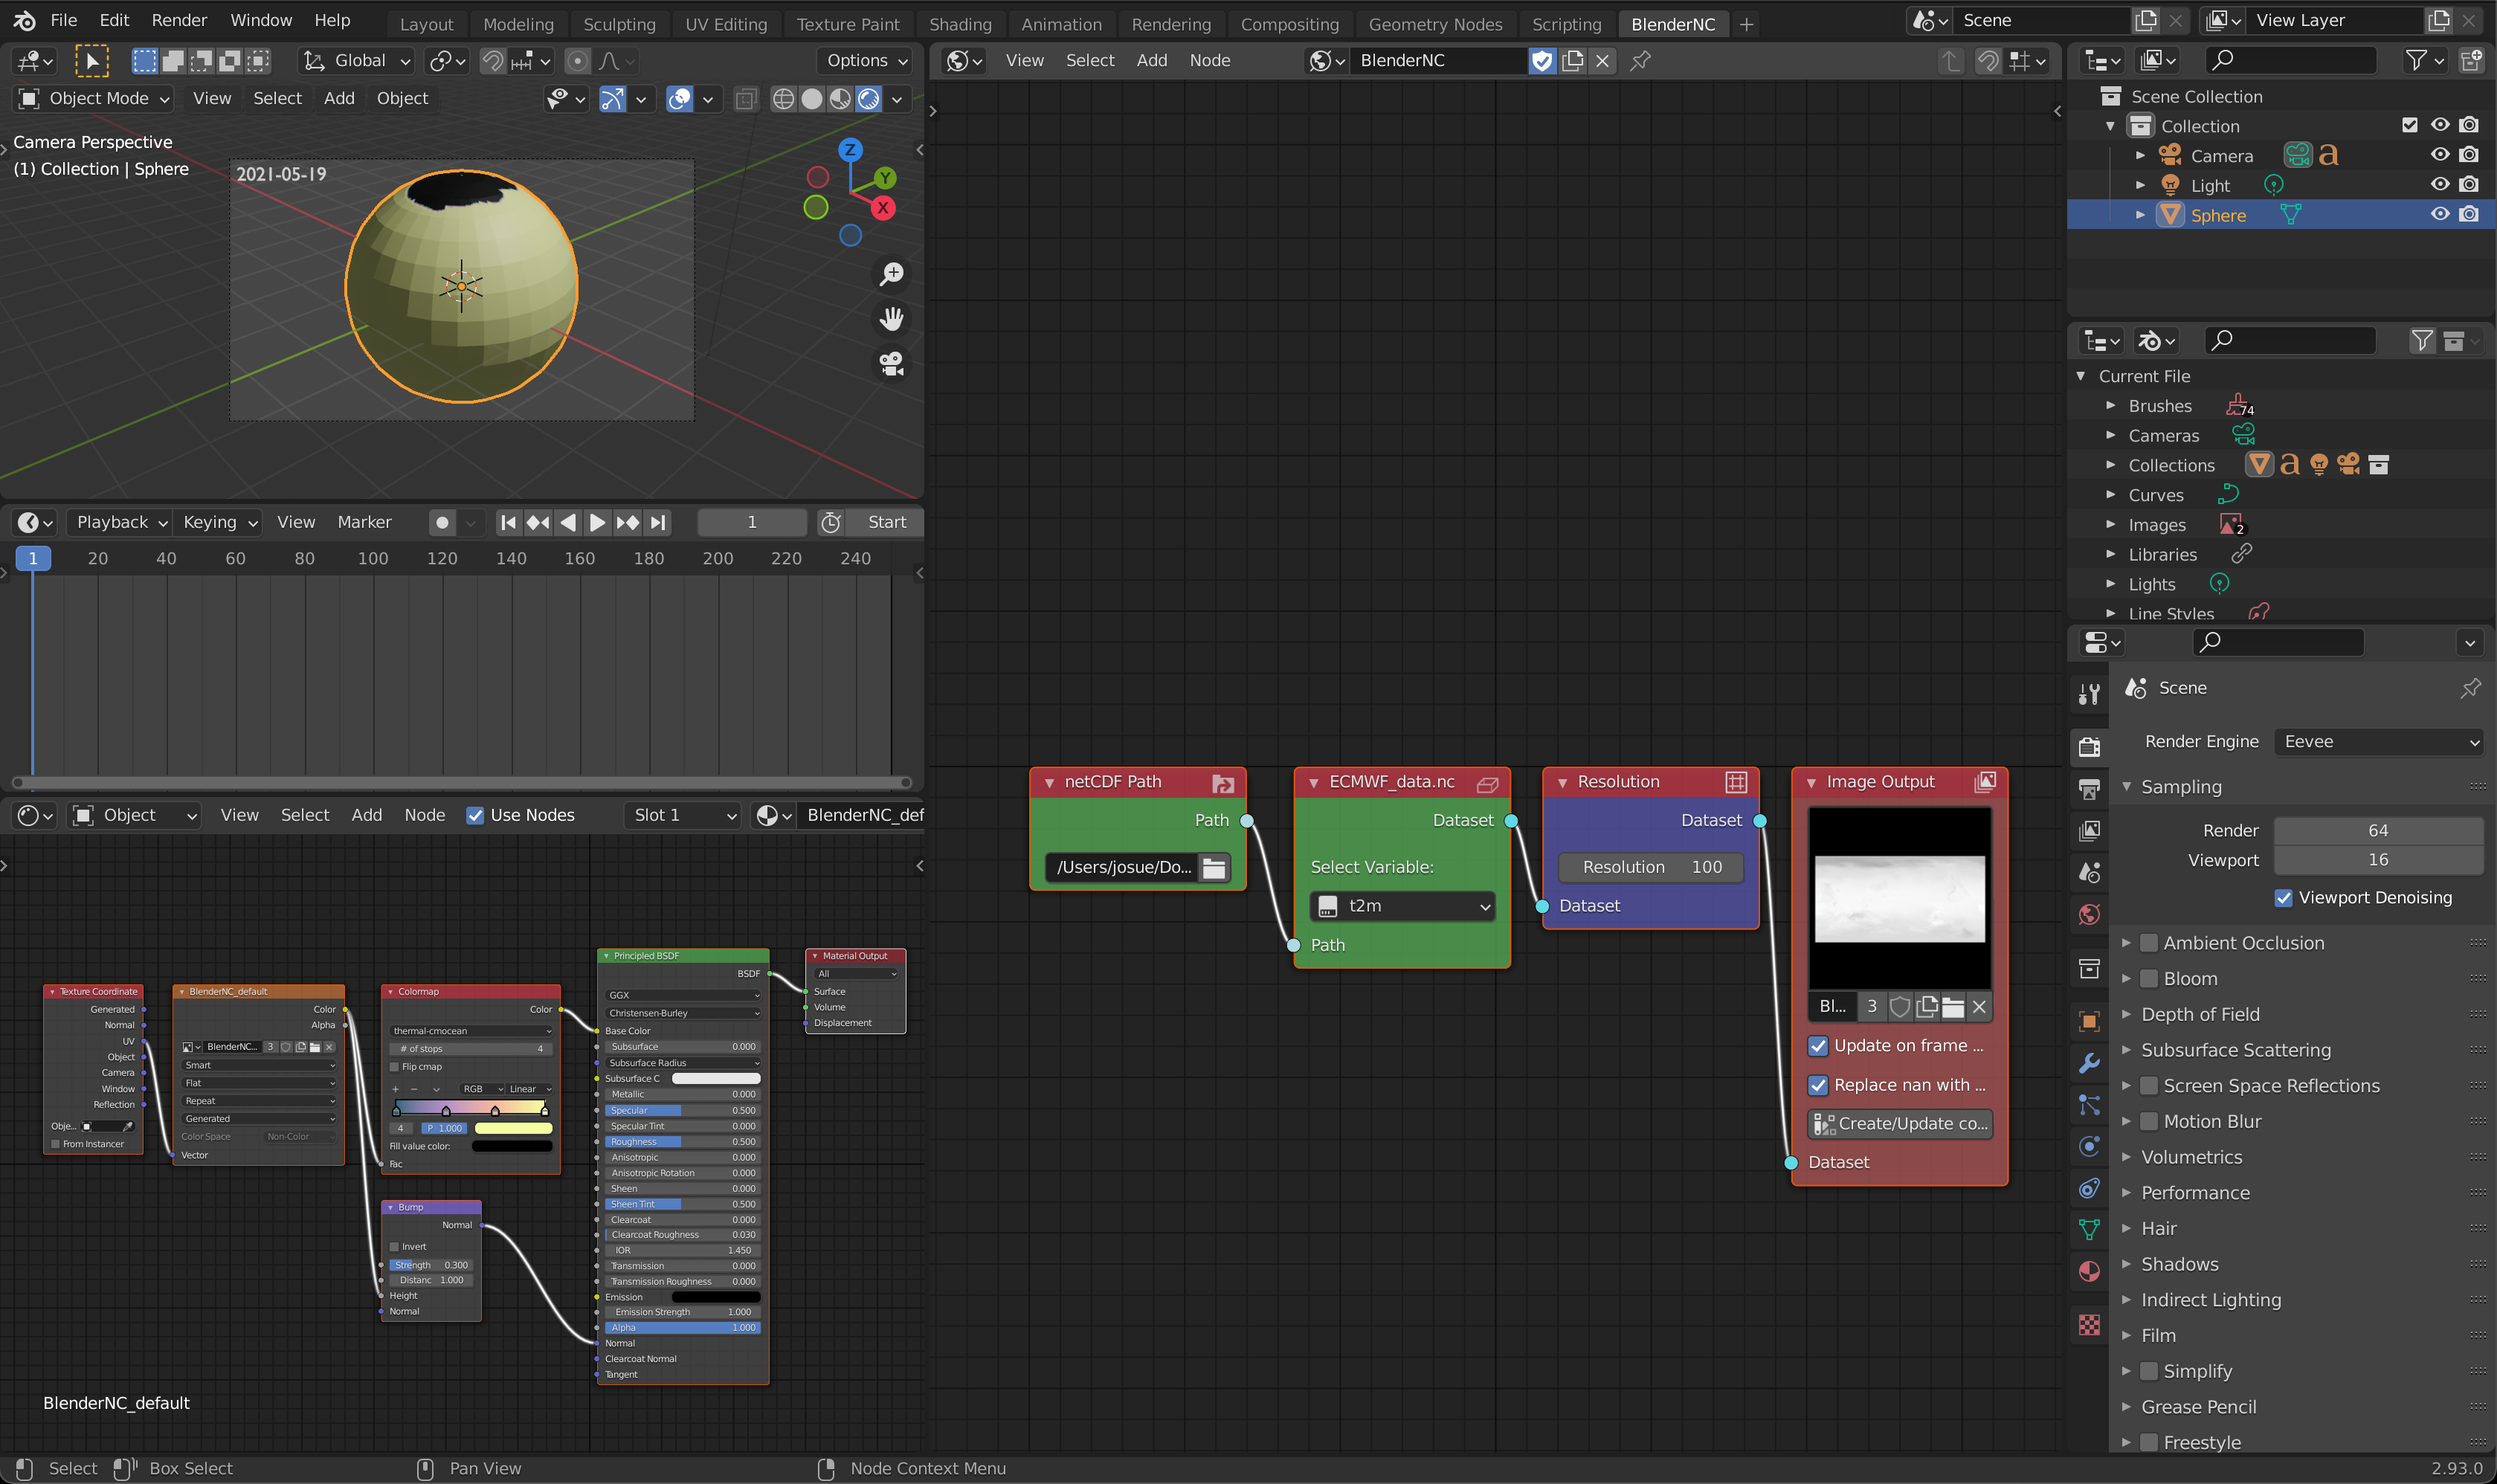 File Edit Render Window Help Layout Modeling Sculpting UV Editing Texture Paint Shading Animation Rendering Compositing Geometry Nodes Scripting BlenderNC Scene View Layer
Global Options
Object Mode View Select Add Object
Camera Perspective
(1) Collection | Sphere
2021-05-19
Z
Y
X
Playback Keying View Marker 1 Start
1 20 40 60 80 100 120 140 160 180 200 220 240
Object View Select Add Node Use Nodes Slot 1 BlenderNC_def
Texture Coordinate
Generated
Normal
UV
Object
Camera
Window
Reflection
Obje...
From Instancer
BlenderNC_default
Color
Alpha
BlenderNC... 3
Smart
Flat
Repeat
Generated
Color Space Non-Color
Vector
Colormap
Color
thermal-cmocean
# of stops 4
Flip cmap
RGB Linear
4 P 1.000
Fill value color:
Fac
Bump
Normal
Invert
Strength 0.300
Distanc 1.000
Height
Normal
Principled BSDF
BSDF
GGX
Christensen-Burley
Base Color
Subsurface 0.000
Subsurface Radius
Subsurface C
Metallic 0.000
Specular 0.500
Specular Tint 0.000
Roughness 0.500
Anisotropic 0.000
Anisotropic Rotation 0.000
Sheen 0.000
Sheen Tint 0.500
Clearcoat 0.000
Clearcoat Roughness 0.030
IOR 1.450
Transmission 0.000
Transmission Roughness 0.000
Emission
Emission Strength 1.000
Alpha 1.000
Normal
Clearcoat Normal
Tangent
Material Output
All
Surface
Volume
Displacement
BlenderNC_default
View Select Add Node BlenderNC
netCDF Path
Path
/Users/josue/Do...
ECMWF_data.nc
Dataset
Select Variable:
t2m
Path
Resolution
Dataset
Resolution 100
Dataset
Image Output
Bl... 3
Update on frame ...
Replace nan with ...
Create/Update co...
Dataset
Scene Collection
Collection
Camera
Light
Sphere
Current File
Brushes 74
Cameras
Collections
Curves
Images 2
Libraries
Lights
Line Styles
Scene
Render Engine Eevee
Sampling
Render 64
Viewport 16
Viewport Denoising
Ambient Occlusion
Bloom
Depth of Field
Subsurface Scattering
Screen Space Reflections
Motion Blur
Volumetrics
Performance
Hair
Shadows
Indirect Lighting
Film
Simplify
Grease Pencil
Freestyle
Select Box Select Pan View Node Context Menu 2.93.0